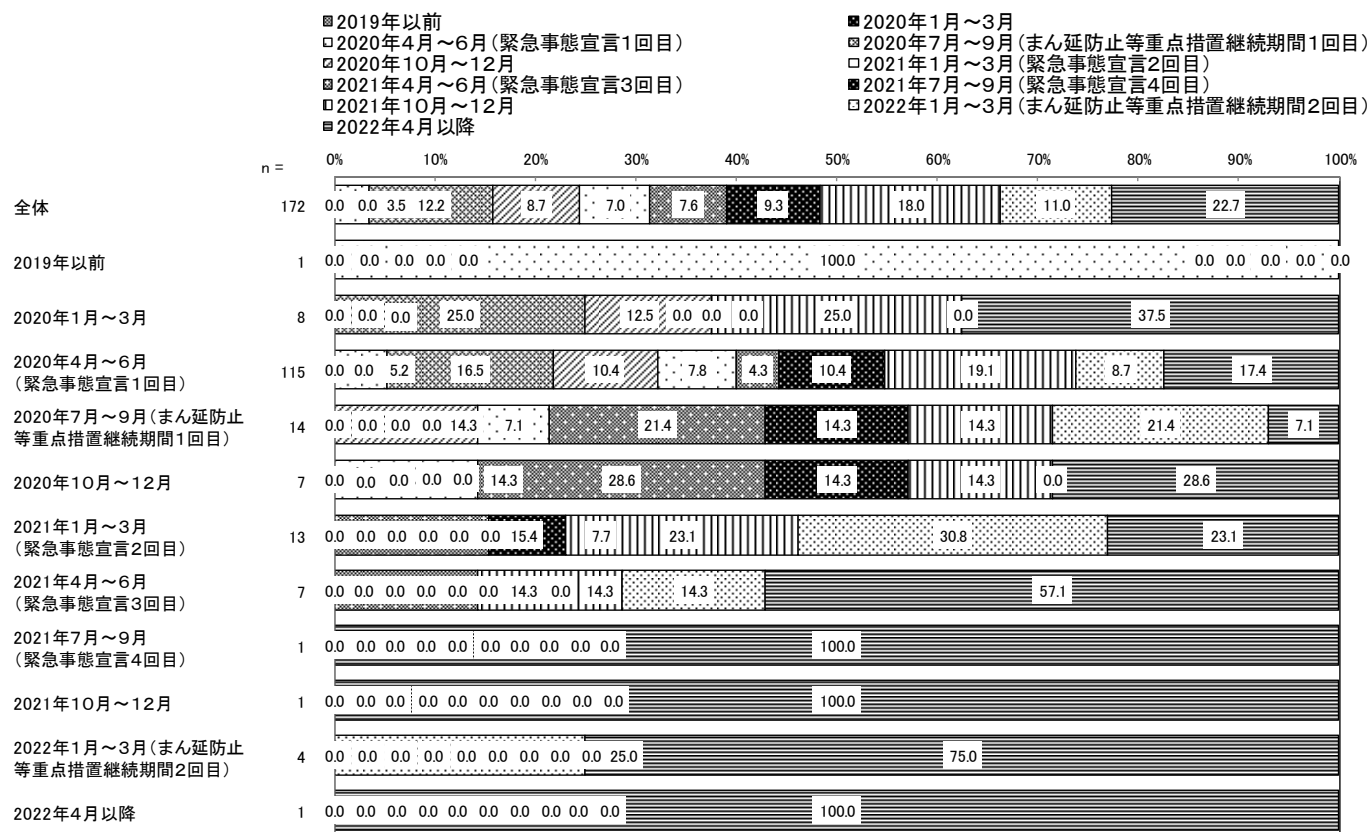 2019年以前
2020年1月～3月
2020年4月～6月(緊急事態宣言1回目)
2020年7月～9月(まん延防止等重点措置継続期間1回目)
2020年10月～12月
2021年1月～3月(緊急事態宣言2回目)
2021年4月～6月(緊急事態宣言3回目)
2021年7月～9月(緊急事態宣言4回目)
2021年10月～12月
2022年1月～3月(まん延防止等重点措置継続期間2回目)
2022年4月以降
n = 0% 10% 20% 30% 40% 50% 60% 70% 80% 90% 100%
全体 172 0.0 0.0 3.5 12.2 8.7 7.0 7.6 9.3 18.0 11.0 22.7
2019年以前 1 0.0 0.0 0.0 0.0 0.0 100.0 0.0 0.0 0.0 0.0 0.0
2020年1月～3月 8 0.0 0.0 0.0 25.0 12.5 0.0 0.0 0.0 25.0 0.0 37.5
2020年4月～6月
(緊急事態宣言1回目) 115 0.0 0.0 5.2 16.5 10.4 7.8 4.3 10.4 19.1 8.7 17.4
2020年7月～9月(まん延防止
等重点措置継続期間1回目) 14 0.0 0.0 0.0 0.0 14.3 7.1 21.4 14.3 14.3 21.4 7.1
2020年10月～12月 7 0.0 0.0 0.0 0.0 0.0 14.3 28.6 14.3 14.3 0.0 28.6
2021年1月～3月
(緊急事態宣言2回目) 13 0.0 0.0 0.0 0.0 0.0 0.0 15.4 7.7 23.1 30.8 23.1
2021年4月～6月
(緊急事態宣言3回目) 7 0.0 0.0 0.0 0.0 0.0 0.0 14.3 0.0 14.3 14.3 57.1
2021年7月～9月
(緊急事態宣言4回目) 1 0.0 0.0 0.0 0.0 0.0 0.0 0.0 0.0 0.0 0.0 100.0
2021年10月～12月 1 0.0 0.0 0.0 0.0 0.0 0.0 0.0 0.0 0.0 0.0 100.0
2022年1月～3月(まん延防止
等重点措置継続期間2回目) 4 0.0 0.0 0.0 0.0 0.0 0.0 0.0 0.0 0.0 25.0 75.0
2022年4月以降 1 0.0 0.0 0.0 0.0 0.0 0.0 0.0 0.0 0.0 0.0 100.0